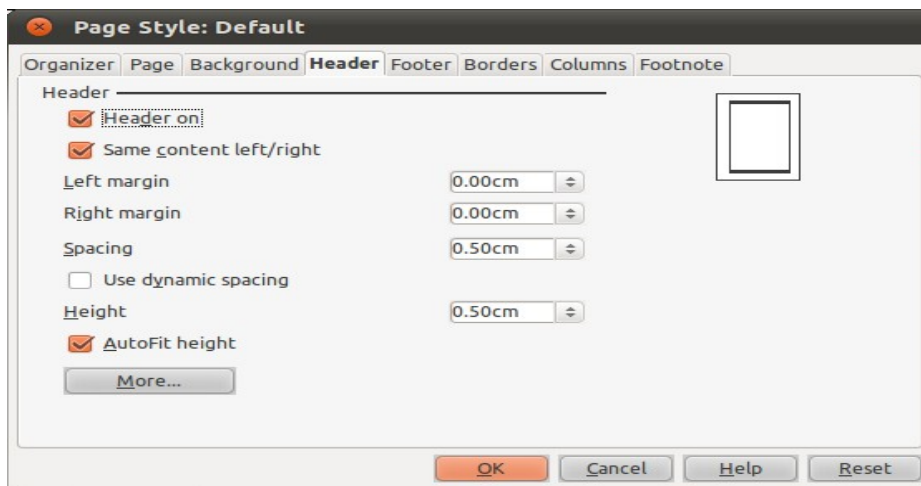 Page Style: Default
Organizer Page Background Header Footer Borders Columns Footnote
Header
Header on
Same content left/right
Left margin 0.00cm
Right margin 0.00cm
Spacing 0.50cm
Use dynamic spacing
Height 0.50cm
AutoFit height
More...
OK Cancel Help Reset